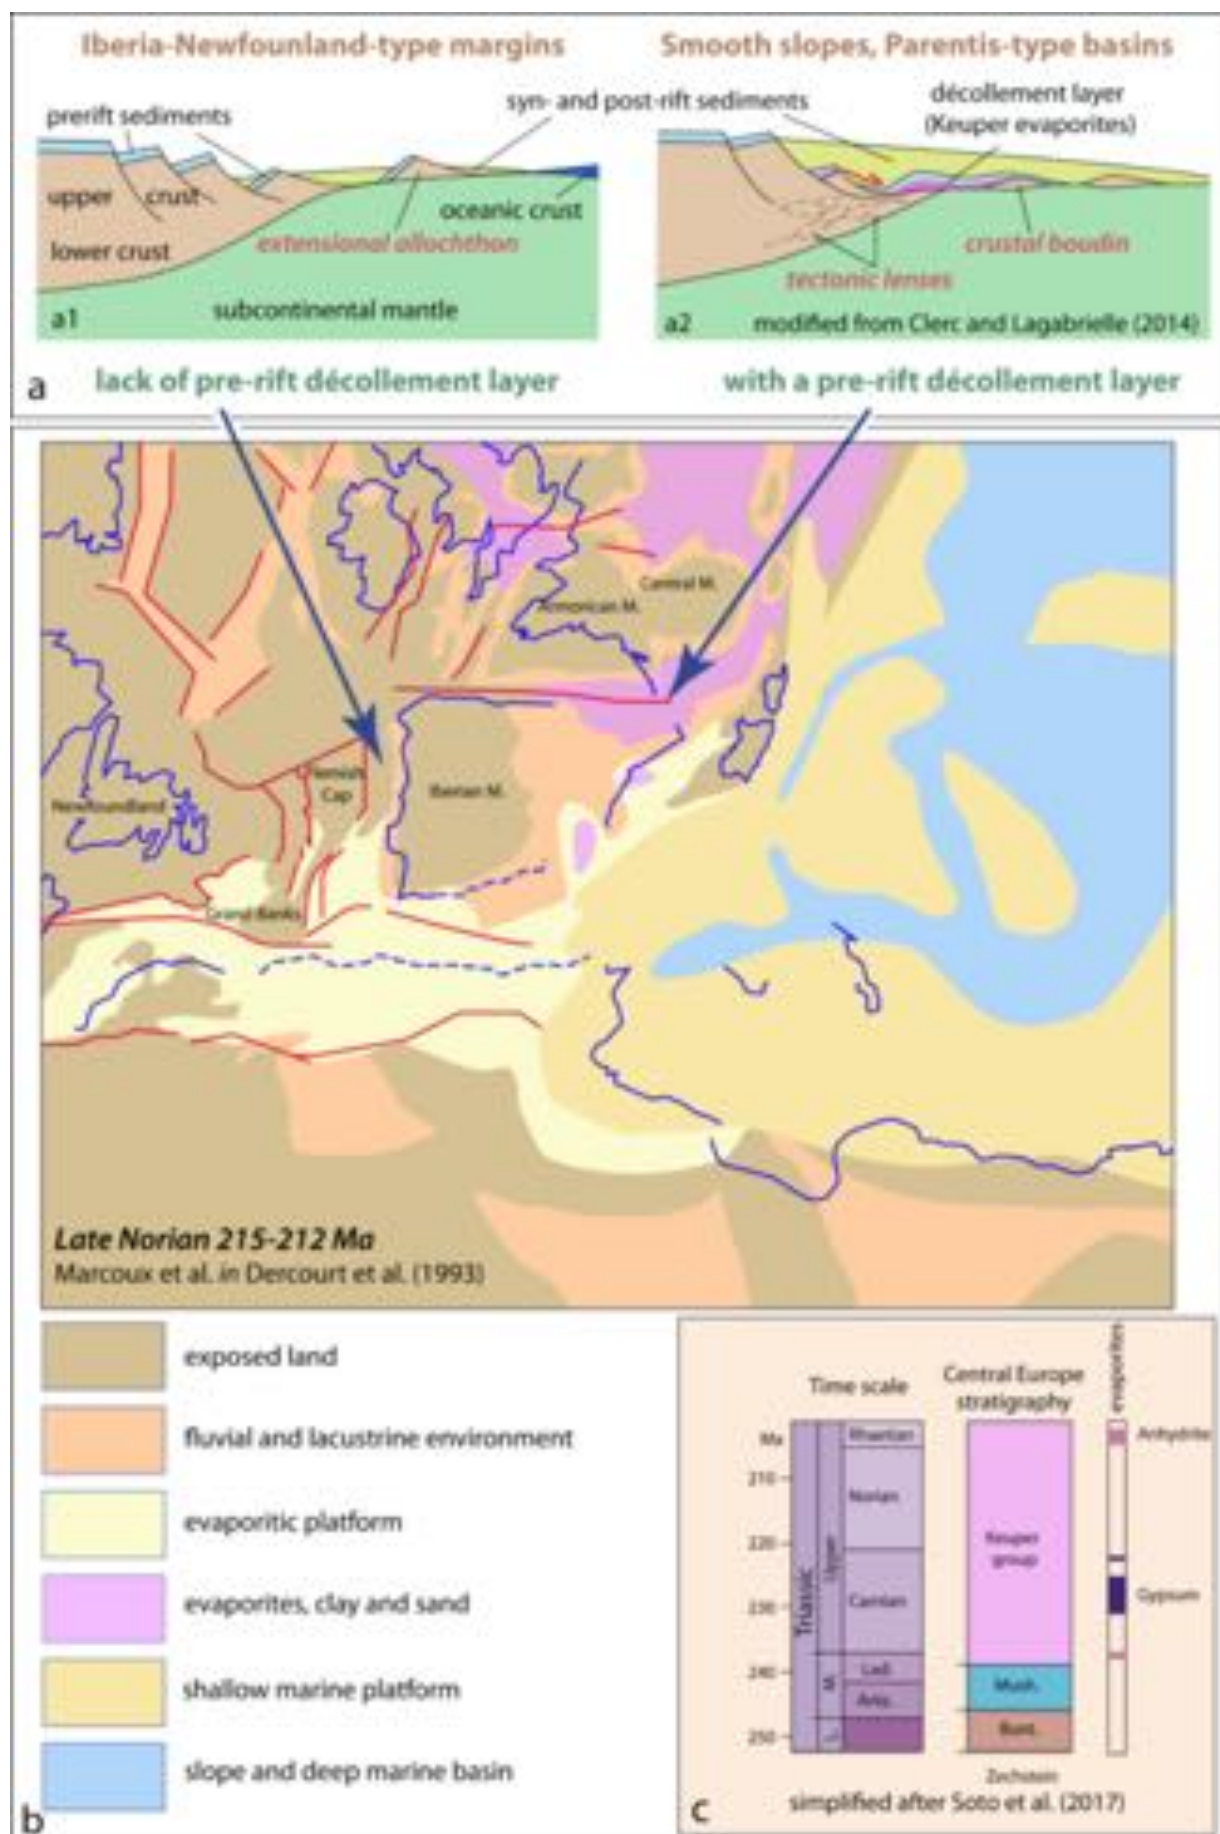 Iberia-Newfounland-type margins
Smooth slopes, Parentis-type basins
prerift sediments
syn- and post-rift sediments
décollement layer
(Keuper evaporites)
upper
crust
lower crust
oceanic crust
extensional allochthon
subcontinental mantle
crustal boudin
tectonic lenses
a1
a2
modified from Clerc and Lagabrielle (2014)
a
lack of pre-rift décollement layer
with a pre-rift décollement layer
Central M.
Armorican M.
Flemish
Cap
Iberian M.
Newfoundland
Grand Banks
Late Norian 215-212 Ma
Marcoux et al. in Dercourt et al. (1993)
exposed land
fluvial and lacustrine environment
evaporitic platform
evaporites, clay and sand
shallow marine platform
slope and deep marine basin
b
Time scale
Central Europe
stratigraphy
evaporites
Ma
210
220
230
240
250
Triassic
Upper
M.
L.
Rhaetian
Norian
Carnian
Lad.
Anis.
Keuper
group
Mush.
Bunt.
Zechstein
Anhydrite
Gypsum
simplified after Soto et al. (2017)
c